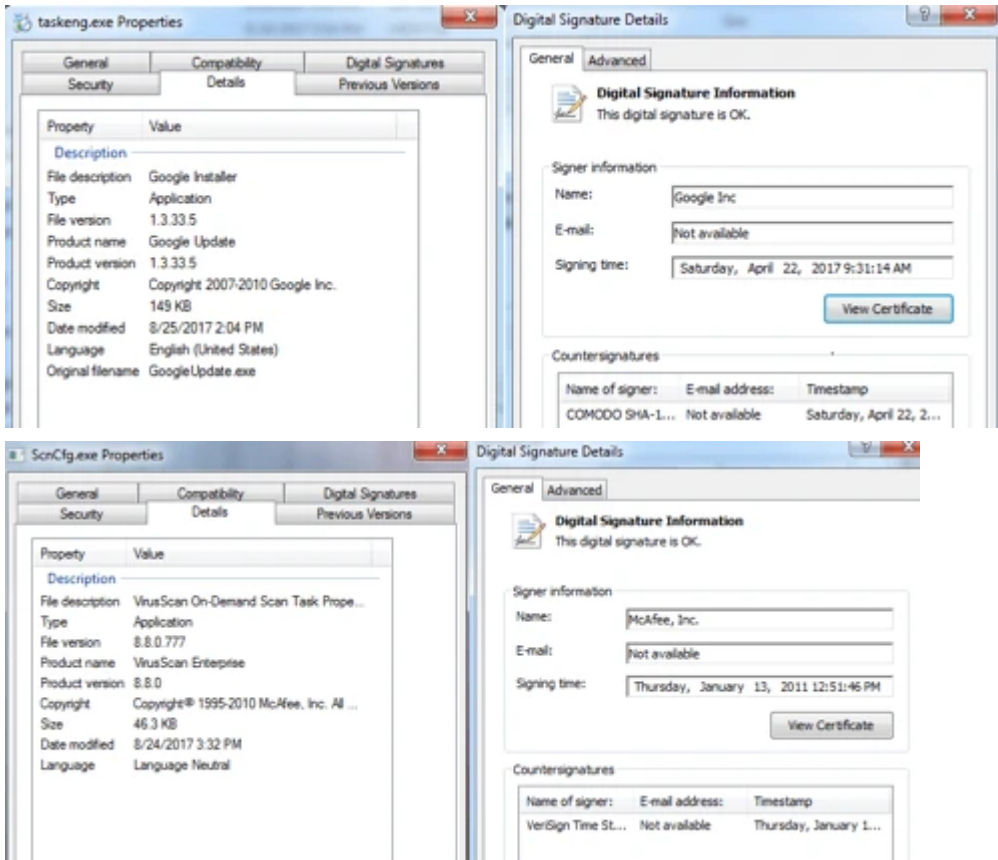 taskeng.exe Properties
General Compatibility Digital Signatures
Security Details Previous Versions
Property Value
Description
File description Google Installer
Type Application
File version 1.3.33.5
Product name Google Update
Product version 1.3.33.5
Copyright Copyright 2007-2010 Google Inc.
Size 149 KB
Date modified 8/25/2017 2:04 PM
Language English (United States)
Original filename GoogleUpdate.exe
Digital Signature Details
General Advanced
Digital Signature Information
This digital signature is OK.
Signer information
Name: Google Inc
E-mail: Not available
Signing time: Saturday, April 22, 2017 9:31:14 AM
View Certificate
Countersignatures
Name of signer: E-mail address: Timestamp
COMODO SHA-1... Not available Saturday, April 22, 2...
ScnCfg.exe Properties
General Compatibility Digital Signatures
Security Details Previous Versions
Property Value
Description
File description VirusScan On-Demand Scan Task Prope...
Type Application
File version 8.8.0.777
Product name VirusScan Enterprise
Product version 8.8.0
Copyright Copyright© 1995-2010 McAfee, Inc. All ...
Size 46.3 KB
Date modified 8/24/2017 3:32 PM
Language Language Neutral
Digital Signature Details
General Advanced
Digital Signature Information
This digital signature is OK.
Signer information
Name: McAfee, Inc.
E-mail: Not available
Signing time: Thursday, January 13, 2011 12:51:46 PM
View Certificate
Countersignatures
Name of signer: E-mail address: Timestamp
VeriSign Time St... Not available Thursday, January 1...